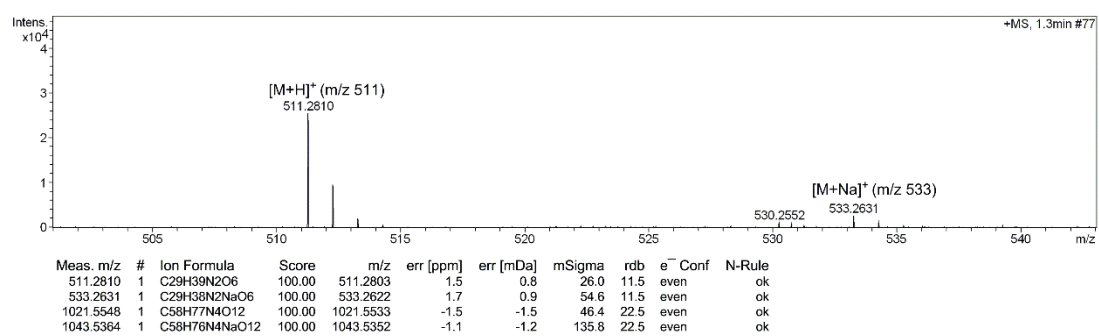 Intens.
x10⁴
+MS, 1.3min #77
4
3
2
1
0
[M+H]⁺ (m/z 511)
511.2810
[M+Na]⁺ (m/z 533)
530.2552
533.2631
505 510 515 520 525 530 535 540 m/z
Meas. m/z # Ion Formula Score m/z err [ppm] err [mDa] mSigma rdb e⁻ Conf N-Rule
511.2810 1 C29H39N2O6 100.00 511.2803 1.5 0.8 26.0 11.5 even ok
533.2631 1 C29H38N2NaO6 100.00 533.2622 1.7 0.9 54.6 11.5 even ok
1021.5548 1 C58H77N4O12 100.00 1021.5533 -1.5 -1.5 46.4 22.5 even ok
1043.5364 1 C58H76N4NaO12 100.00 1043.5352 -1.1 -1.2 135.8 22.5 even ok